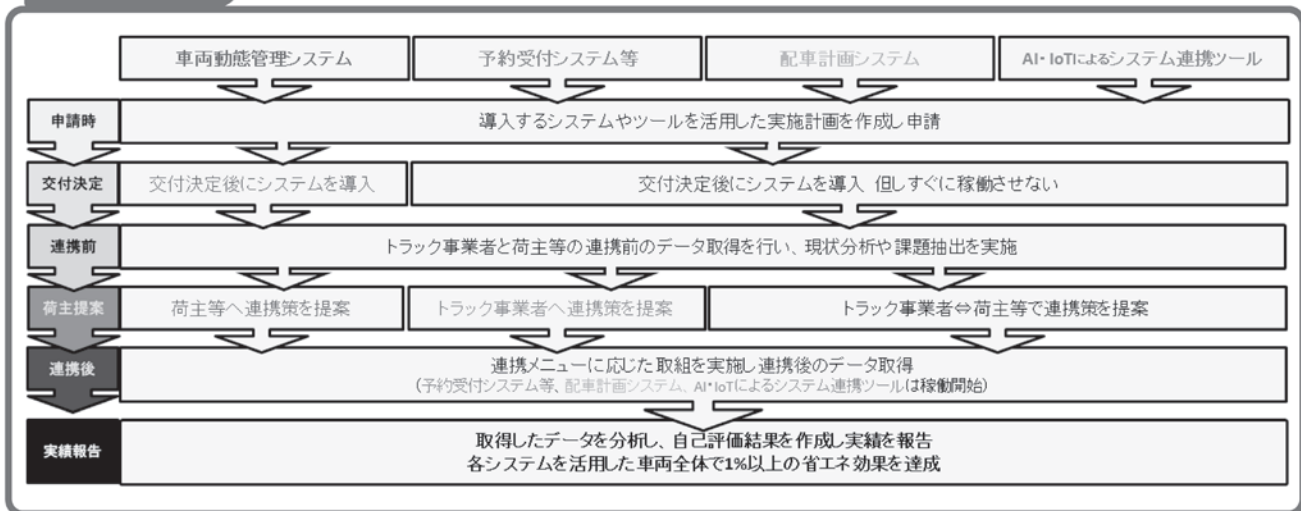 車両動態管理システム
予約受付システム等
配車計画システム
AI・IoTによるシステム連携ツール
申請時
導入するシステムやツールを活用した実施計画を作成し申請
交付決定
交付決定後にシステムを導入
交付決定後にシステムを導入 但しすぐに稼働させない
連携前
トラック事業者と荷主等の連携前のデータ取得を行い、現状分析や課題抽出を実施
荷主提案
荷主等へ連携策を提案
トラック事業者へ連携策を提案
トラック事業者⇔荷主等で連携策を提案
連携後
連携メニューに応じた取組を実施し連携後のデータ取得
(予約受付システム等、配車計画システム、AI・IoTによるシステム連携ツールは稼働開始)
実績報告
取得したデータを分析し、自己評価結果を作成し実績を報告
各システムを活用した車両全体で1%以上の省エネ効果を達成